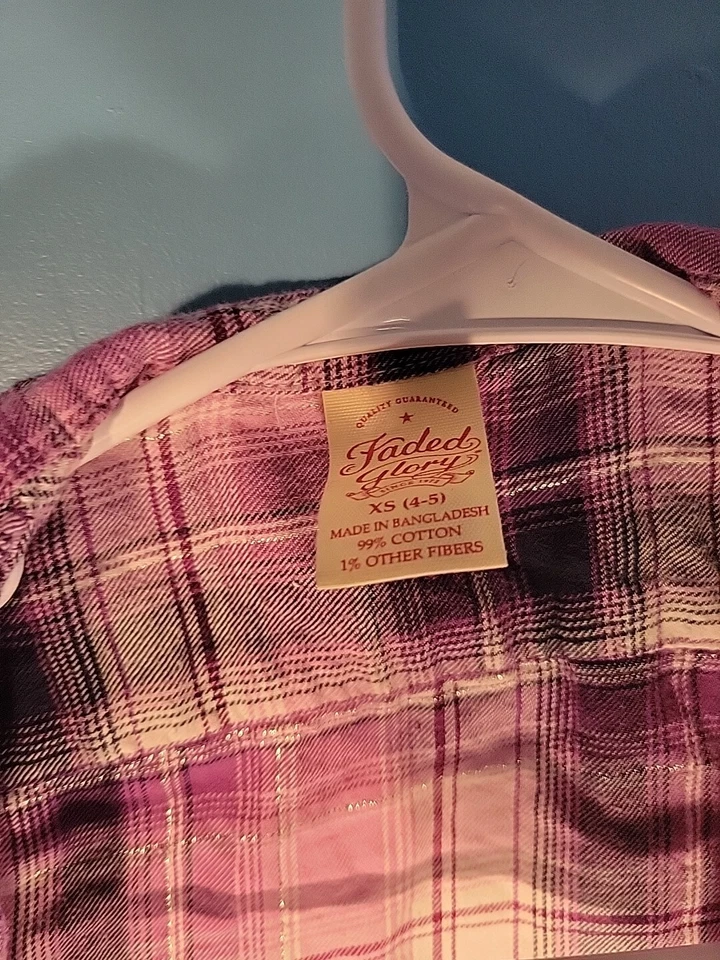 QUALITY GUARANTEED
Faded
Glory
XS (4-5)
MADE IN BANGLADESH
99% COTTON
1% OTHER FIBERS